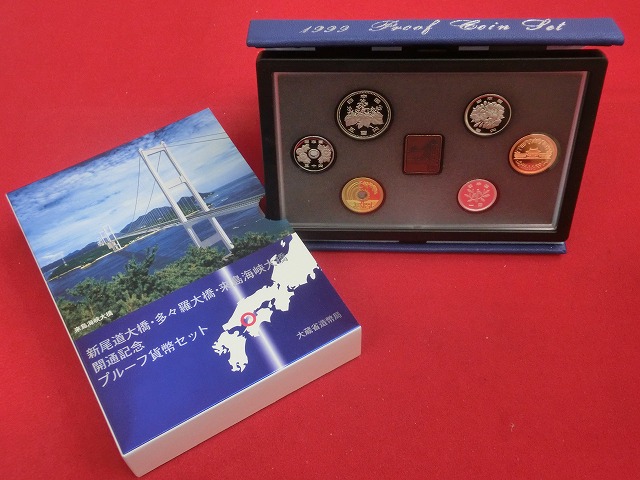 1999 Proof Coin Set
来島海峡大橋
新尾道大橋・多々羅大橋・来島海峡大橋
開通記念
プルーフ貨幣セット
大蔵省造幣局